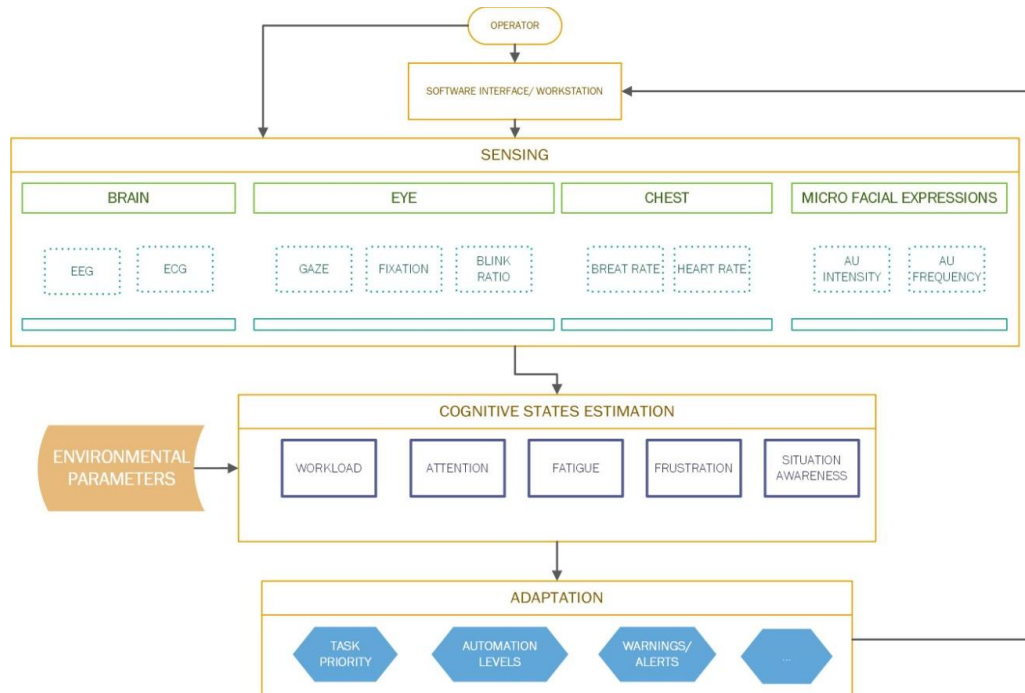 OPERATOR
SOFTWARE INTERFACE/ WORKSTATION
SENSING
BRAIN
EYE
CHEST
MICRO FACIAL EXPRESSIONS
EEG
ECG
GAZE
FIXATION
BLINK
RATIO
BREAT RATE
HEART RATE
AU
INTENSITY
AU
FREQUENCY
COGNITIVE STATES ESTIMATION
ENVIRONMENTAL
PARAMETERS
WORKLOAD
ATTENTION
FATIGUE
FRUSTRATION
SITUATION
AWARENESS
ADAPTATION
TASK
PRIORITY
AUTOMATION
LEVELS
WARNINGS/
ALERTS
...